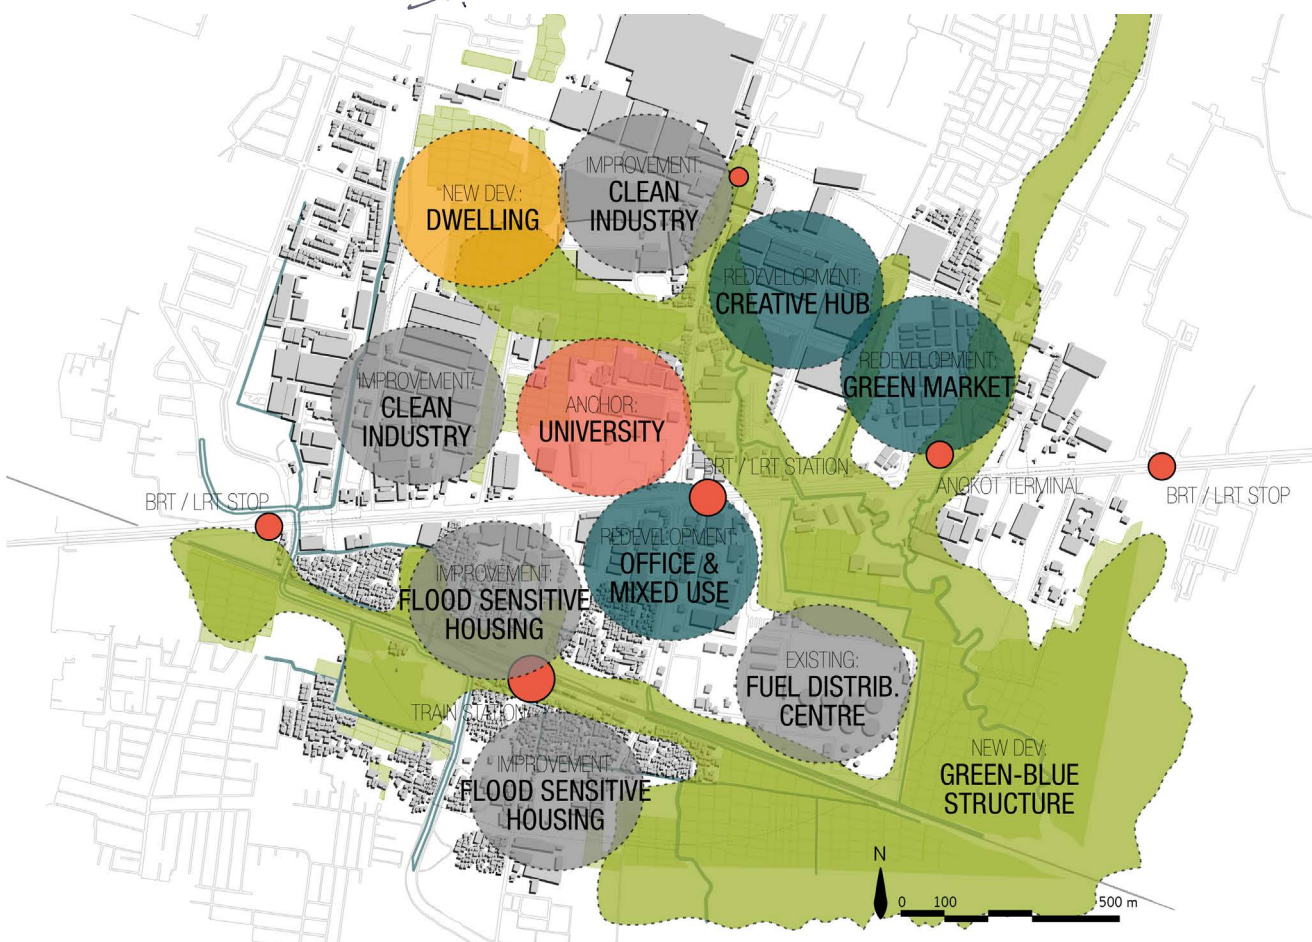 NEW DEV.:
DWELLING
IMPROVEMENT:
CLEAN
INDUSTRY
REDEVELOPMENT:
CREATIVE HUB
REDEVELOPMENT:
GREEN MARKET
IMPROVEMENT:
CLEAN
INDUSTRY
ANCHOR:
UNIVERSITY
BRT / LRT STATION
ANGKOT TERMINAL
BRT / LRT STOP
BRT / LRT STOP
REDEVELOPMENT:
OFFICE &
MIXED USE
IMPROVEMENT:
FLOOD SENSITIVE
HOUSING
EXISTING:
FUEL DISTRIB.
CENTRE
TRAIN STATION
IMPROVEMENT:
FLOOD SENSITIVE
HOUSING
NEW DEV.:
GREEN-BLUE
STRUCTURE
N
0 100 500 m